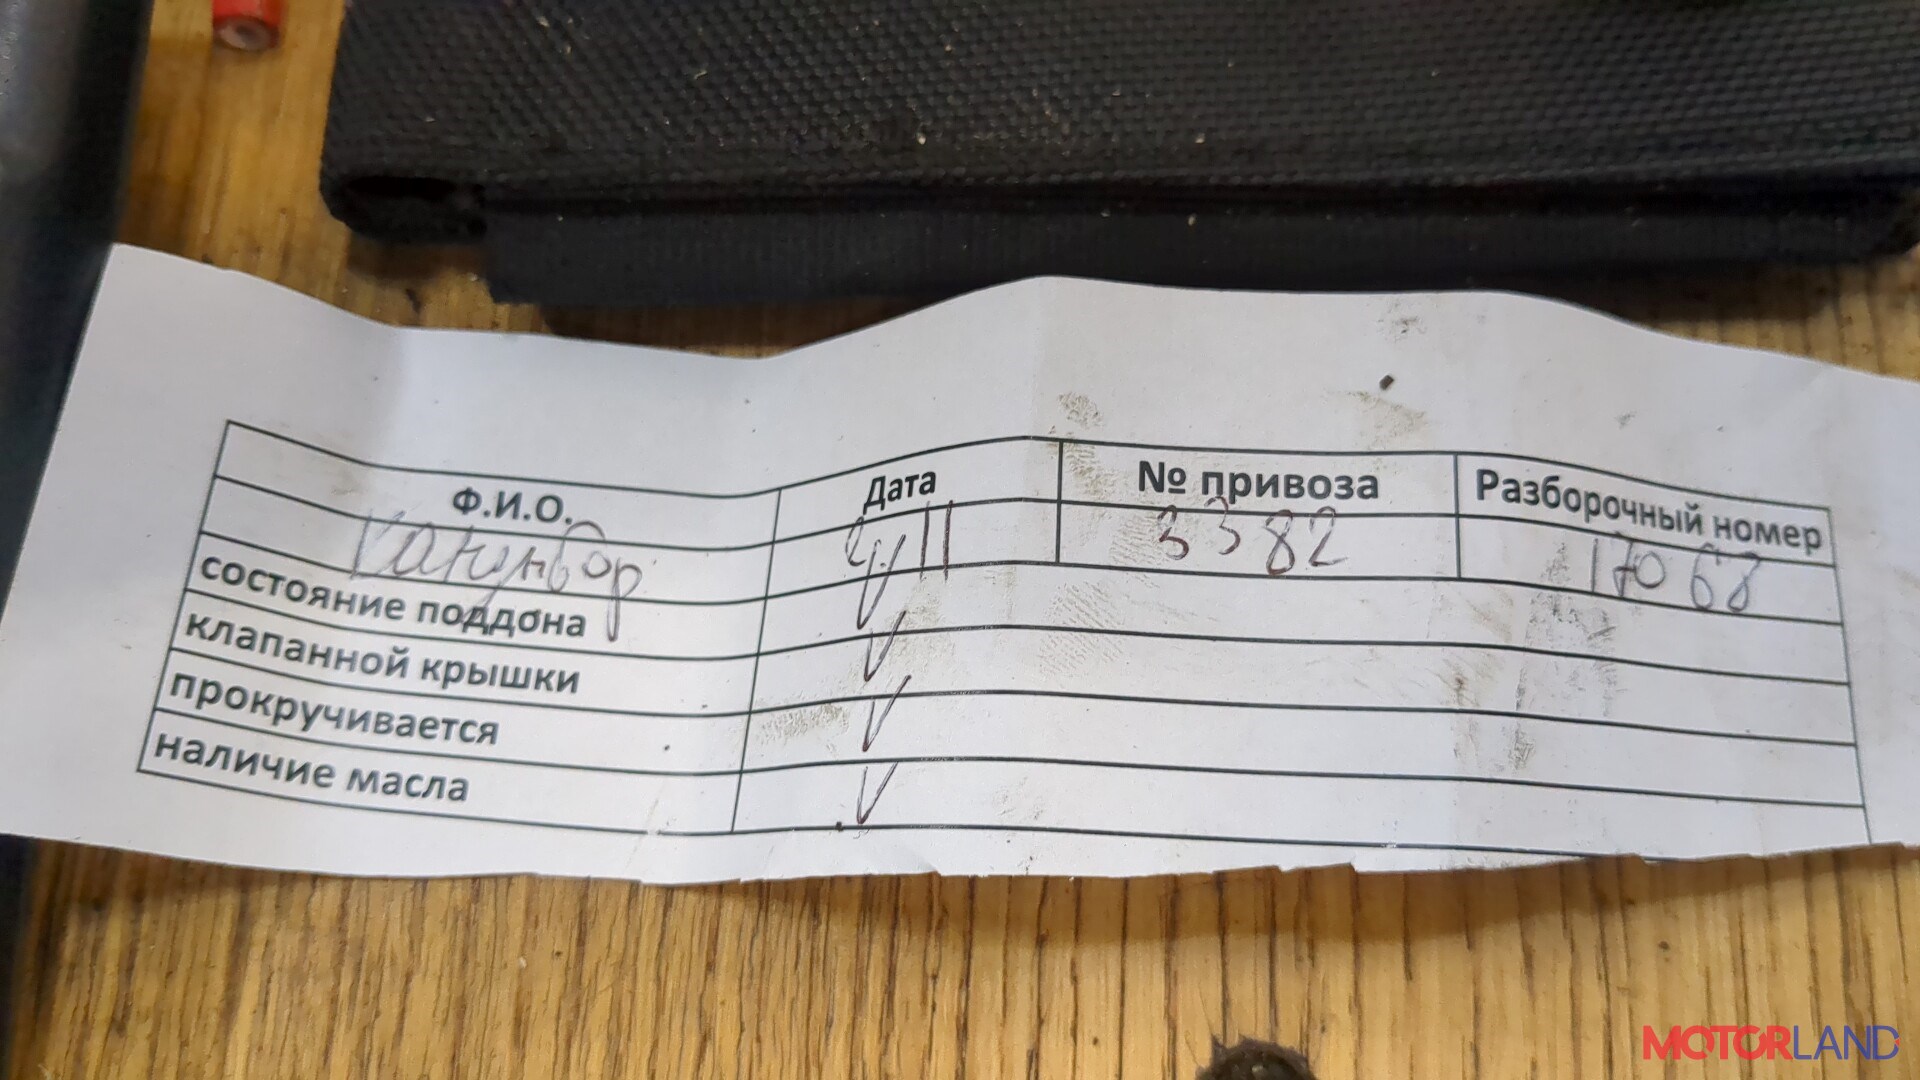 Ф.И.О. Дата № привоза Разборочный номер
3382 17068
состояние поддона
клапанной крышки
прокручивается
наличие масла
MOTORLAND